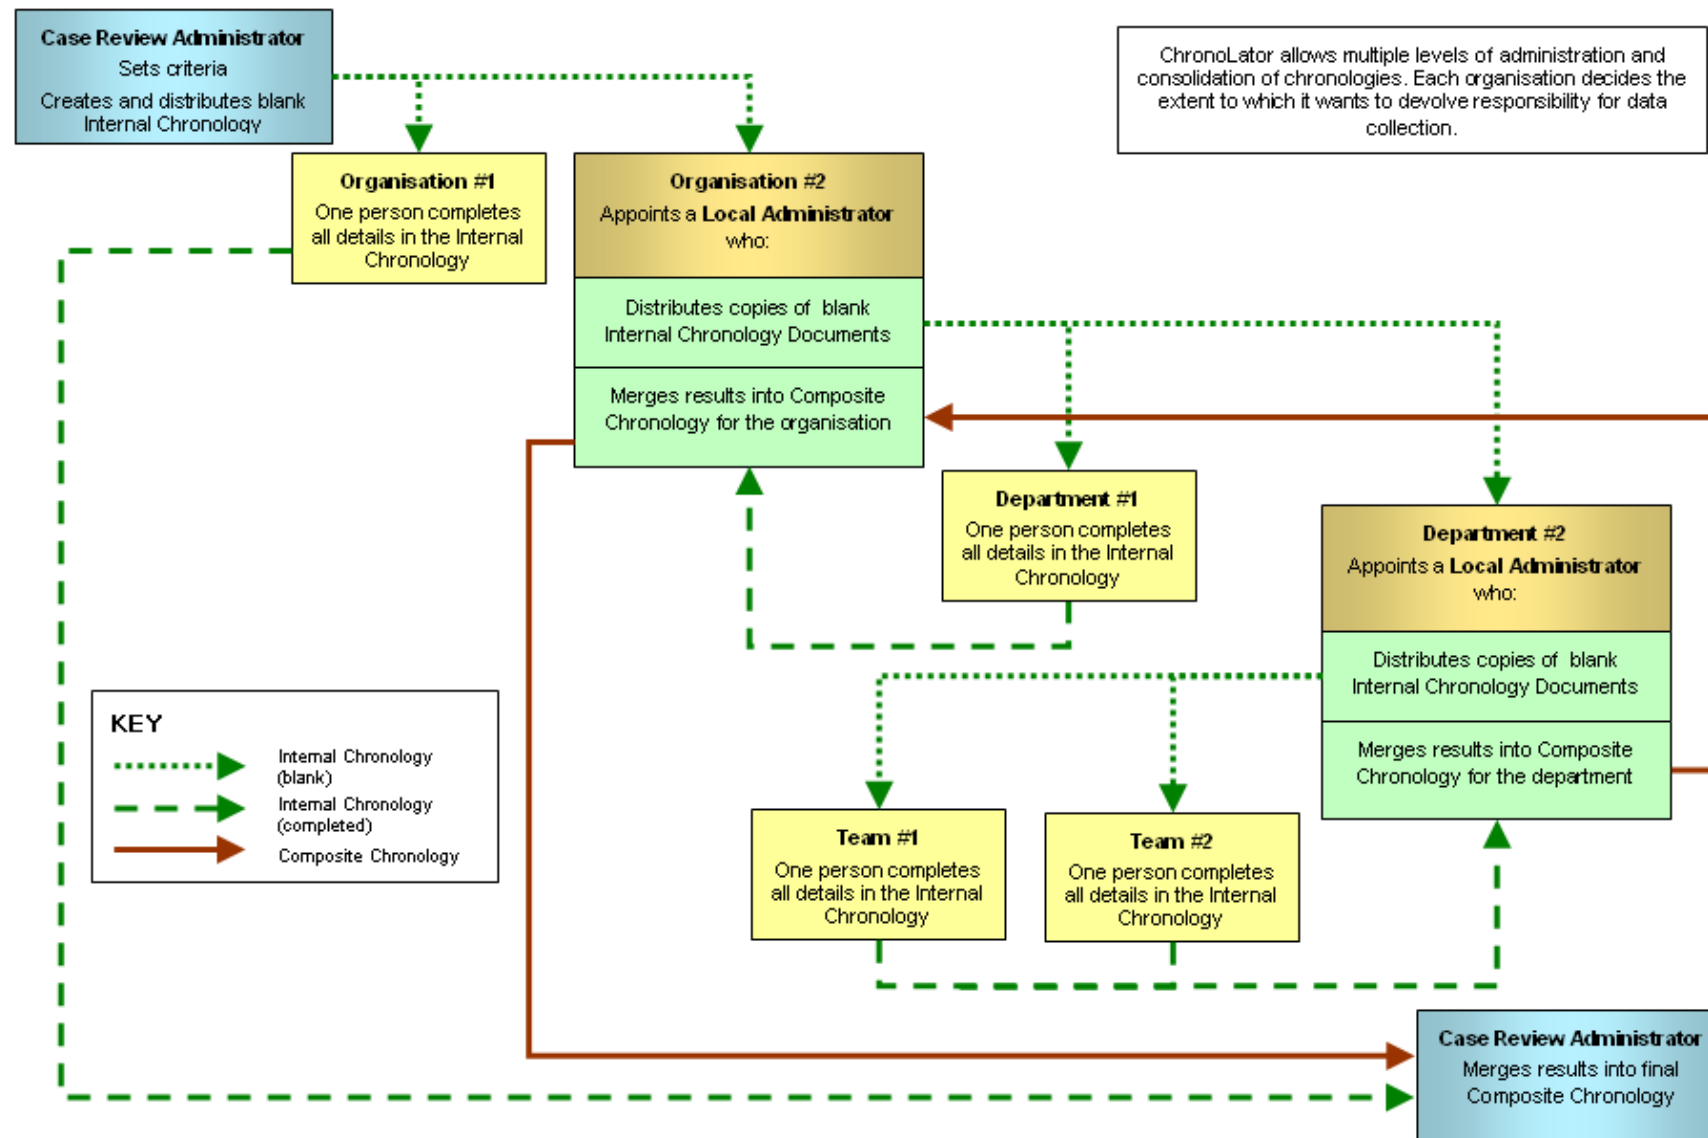 Case Review Administrator
Sets criteria
Creates and distributes blank
Internal Chronology
ChronoLator allows multiple levels of administration and
consolidation of chronologies. Each organisation decides the
extent to which it wants to devolve responsibility for data
collection.
Organisation #1
One person completes
all details in the Internal
Chronology
Organisation #2
Appoints a Local Administrator
who:
Distributes copies of blank
Internal Chronology Documents
Merges results into Composite
Chronology for the organisation
Department #1
One person completes
all details in the Internal
Chronology
Department #2
Appoints a Local Administrator
who:
Distributes copies of blank
Internal Chronology Documents
Merges results into Composite
Chronology for the department
KEY
Internal Chronology
(blank)
Internal Chronology
(completed)
Composite Chronology
Team #1
One person completes
all details in the Internal
Chronology
Team #2
One person completes
all details in the Internal
Chronology
Case Review Administrator
Merges results into final
Composite Chronology